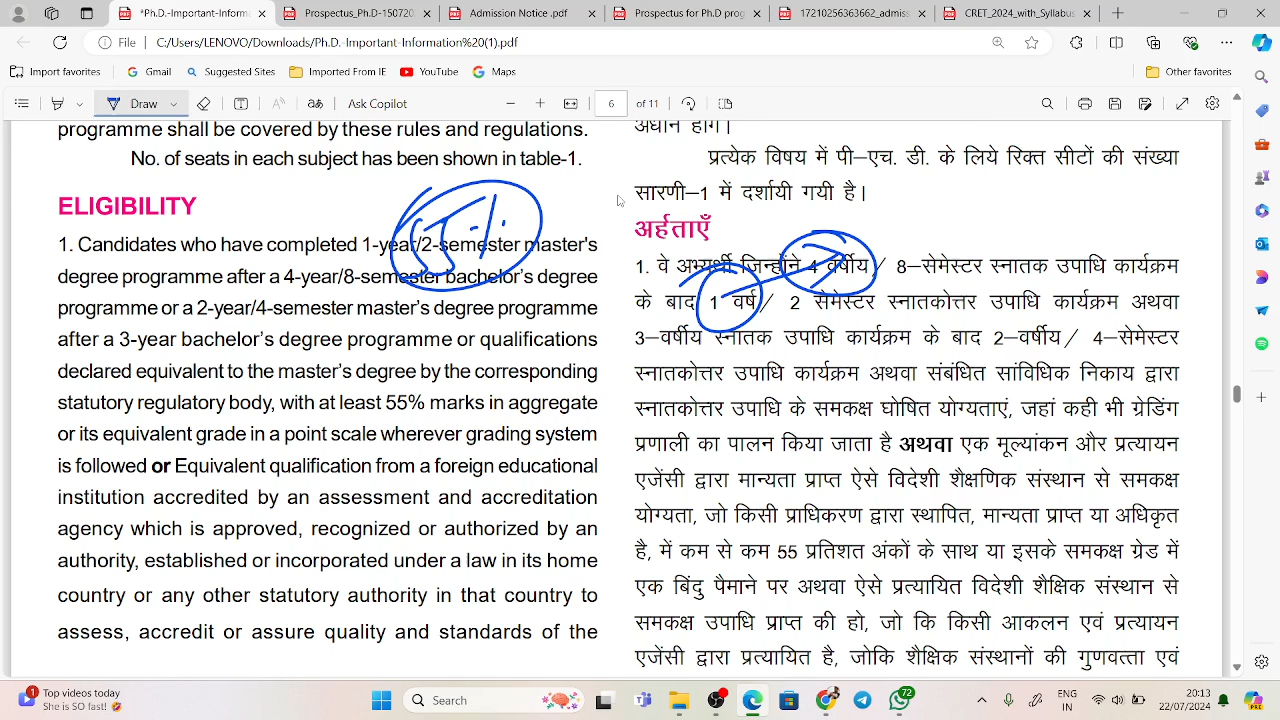 *Ph.D.-Important-Informat
Prospectus_Ph.D-150720
Admission Notice_.pdf
Prospectus for Ph.D prog
17330256363662_admiss
CRET_2024_with_Syllabus
File
C:/Users/LENOVO/Downloads/Ph.D.-Important-Information%20(1).pdf
Import favorites
Gmail
Suggested Sites
Imported From IE
YouTube
Maps
Other favorites
Draw
Ask Copilot
6 of 11
programme shall be covered by these rules and regulations.
No. of seats in each subject has been shown in table-1.
ELIGIBILITY
55%
1. Candidates who have completed 1-year/2-semester master's
degree programme after a 4-year/8-semester bachelor's degree
programme or a 2-year/4-semester master's degree programme
after a 3-year bachelor's degree programme or qualifications
declared equivalent to the master's degree by the corresponding
statutory regulatory body, with at least 55% marks in aggregate
or its equivalent grade in a point scale wherever grading system
is followed or Equivalent qualification from a foreign educational
institution accredited by an assessment and accreditation
agency which is approved, recognized or authorized by an
authority, established or incorporated under a law in its home
country or any other statutory authority in that country to
assess, accredit or assure quality and standards of the
अधीन होंगे।
प्रत्येक विषय में पी–एच. डी. के लिये रिक्त सीटों की संख्या
सारणी–1 में दर्शायी गयी है।
अर्हताएँ
1. वे अभ्यर्थी जिन्होंने 4 वर्षीय / 8–सेमेस्टर स्नातक उपाधि कार्यक्रम
के बाद 1 वर्ष / 2 सेमेस्टर स्नातकोत्तर उपाधि कार्यक्रम अथवा
3–वर्षीय स्नातक उपाधि कार्यक्रम के बाद 2–वर्षीय / 4–सेमेस्टर
स्नातकोत्तर उपाधि कार्यक्रम अथवा संबंधित सांविधिक निकाय द्वारा
स्नातकोत्तर उपाधि के समकक्ष घोषित योग्यताएं, जहां कही भी ग्रेडिंग
प्रणाली का पालन किया जाता है अथवा एक मूल्यांकन और प्रत्यायन
एजेंसी द्वारा मान्यता प्राप्त ऐसे विदेशी शैक्षणिक संस्थान से समकक्ष
योग्यता, जो किसी प्राधिकरण द्वारा स्थापित, मान्यता प्राप्त या अधिकृत
है, में कम से कम 55 प्रतिशत अंकों के साथ या इसके समकक्ष ग्रेड में
एक बिंदु पैमाने पर अथवा ऐसे प्रत्यायित विदेशी शैक्षिक संस्थान से
समकक्ष उपाधि प्राप्त की हो, जो कि किसी आकलन एवं प्रत्यायन
एजेंसी द्वारा प्रत्यायित है, जोकि शैक्षिक संस्थानों की गुणवत्ता एवं
1
Top videos today
She is SO.T last!
Search
72
ENG
IN
20:13
22/07/2024